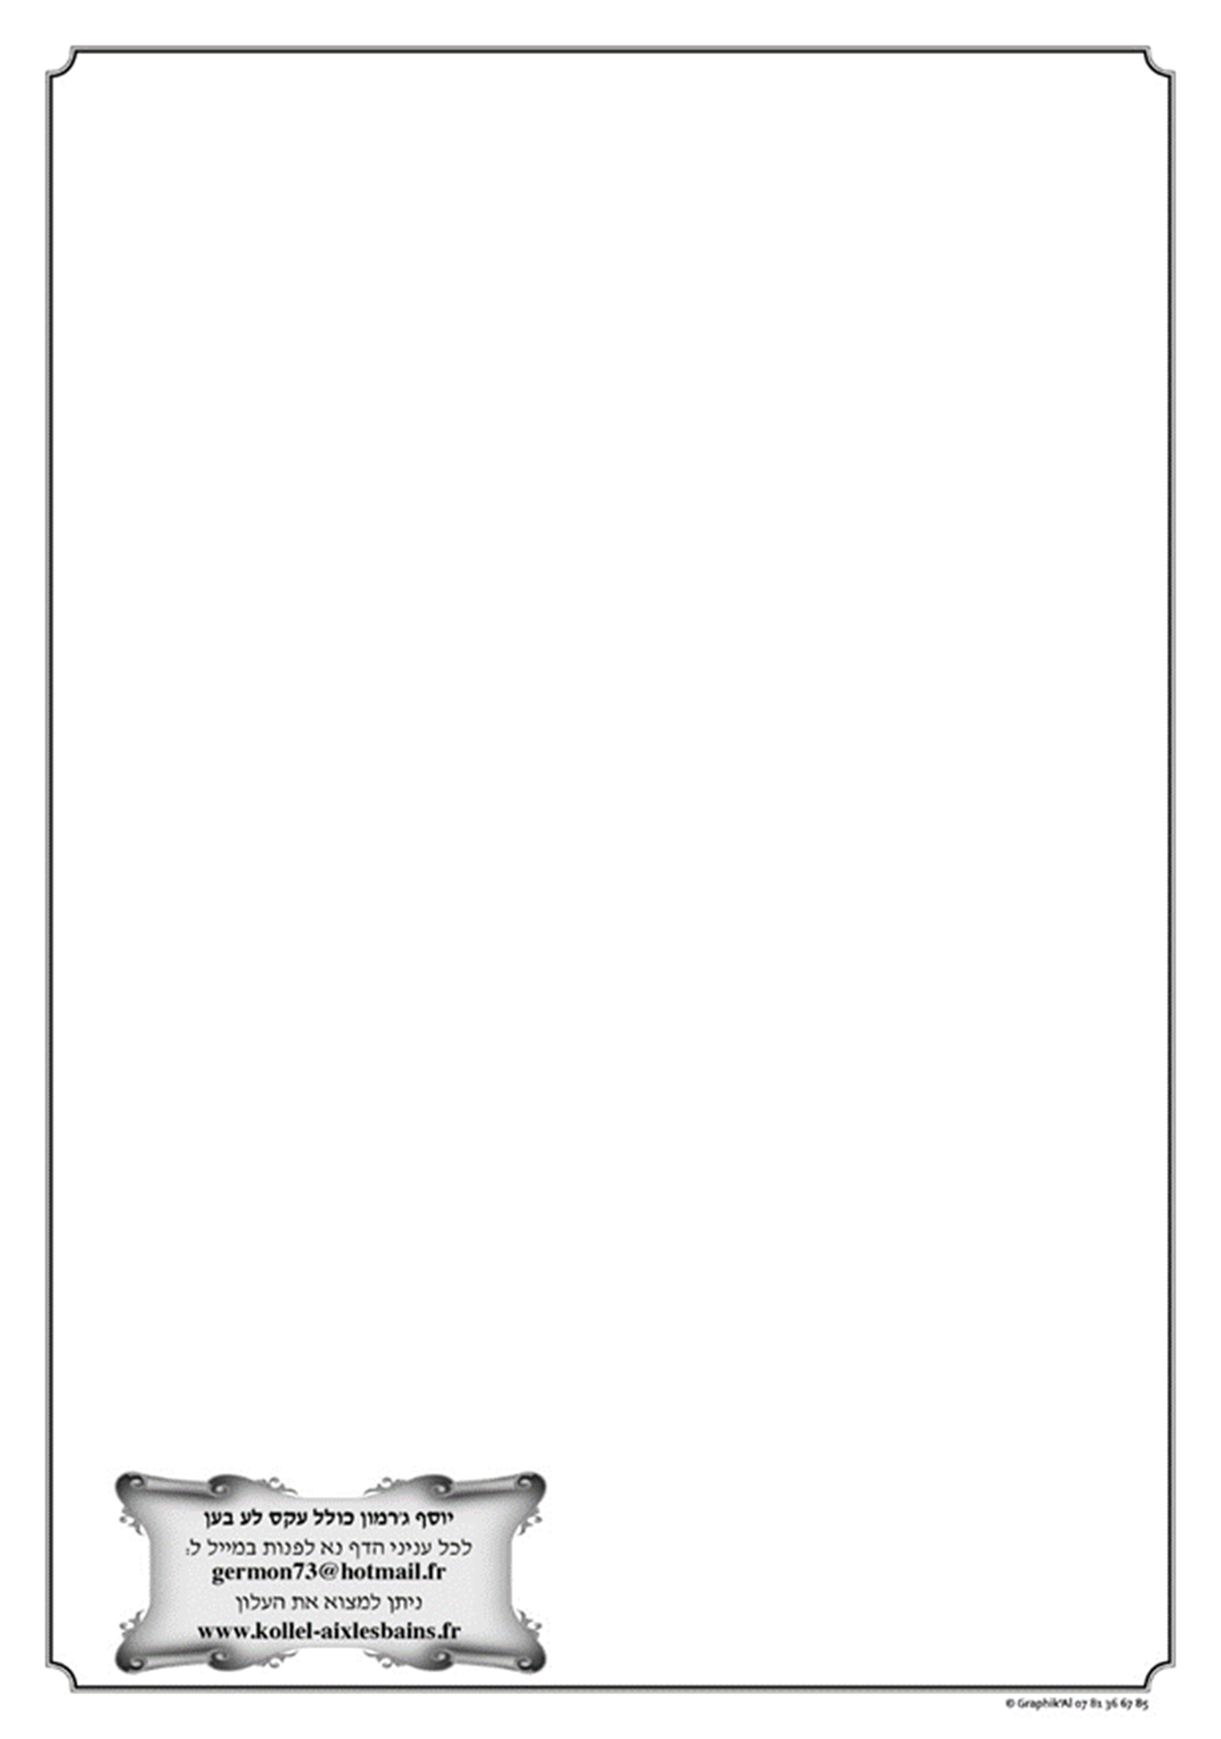 יוסף ג'רמון כולל עקס לע בען
לכל עניני הדף נא לפנות במייל ל:
germon73@hotmail.fr
ניתן למצוא את העלון
www.kollel-aixlesbains.fr
© Graphik'Al 07 81 36 67 85